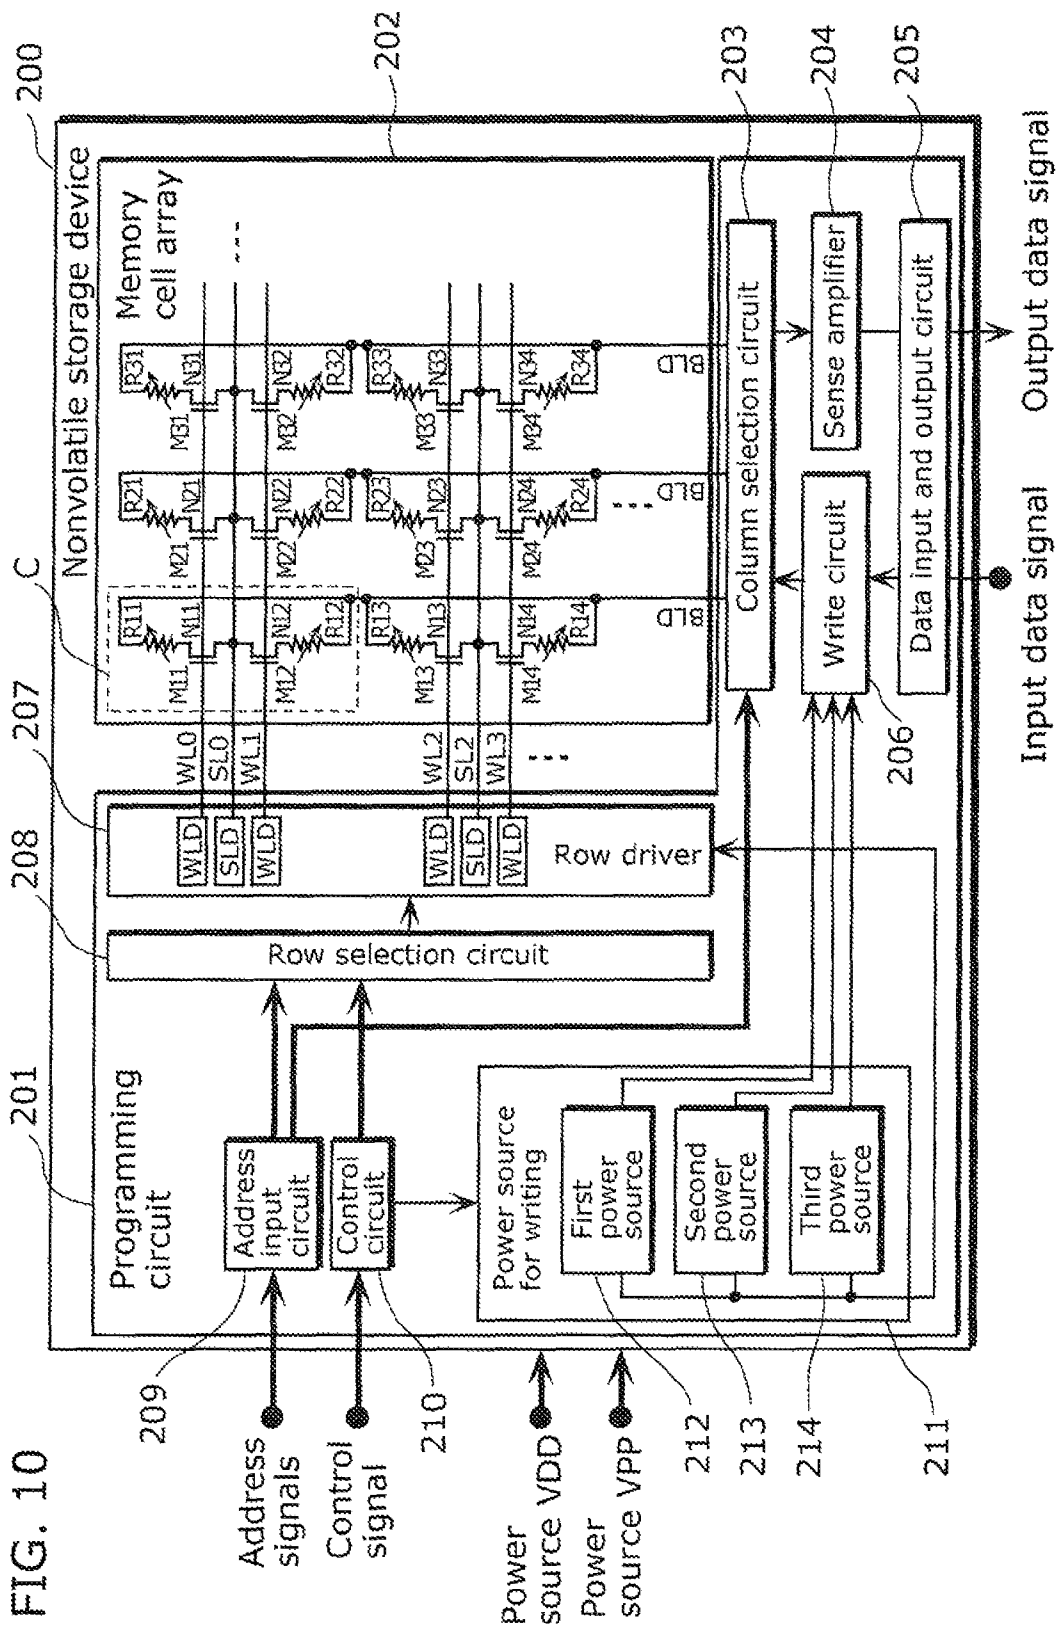 FIG. 10
200
Nonvolatile storage device
201
208
207
C
202
Programming
circuit
Memory
cell array
Address
signals
209
Address
input
circuit
Control
signal
210
Control
circuit
Row selection circuit
Row driver
WLD
SLD
WLD
WLD
SLD
WLD
WL0
SL0
WL1
WL2
SL2
WL3
R11
N11
M11
N12
M12
R12
R13
N13
M13
N14
M14
R14
R21
N21
M21
N22
M22
R22
R23
N23
M23
N24
M24
R24
R31
N31
M31
N32
M32
R32
R33
N33
M33
N34
M34
R34
BLD
BLD
BLD
Power
source VDD
Power
source VPP
Power source
for writing
First
power
source
Second
power
source
Third
power
source
212
213
214
211
Column selection circuit
203
Sense amplifier
204
Write circuit
206
Data input and output circuit
205
Input data signal
Output data signal